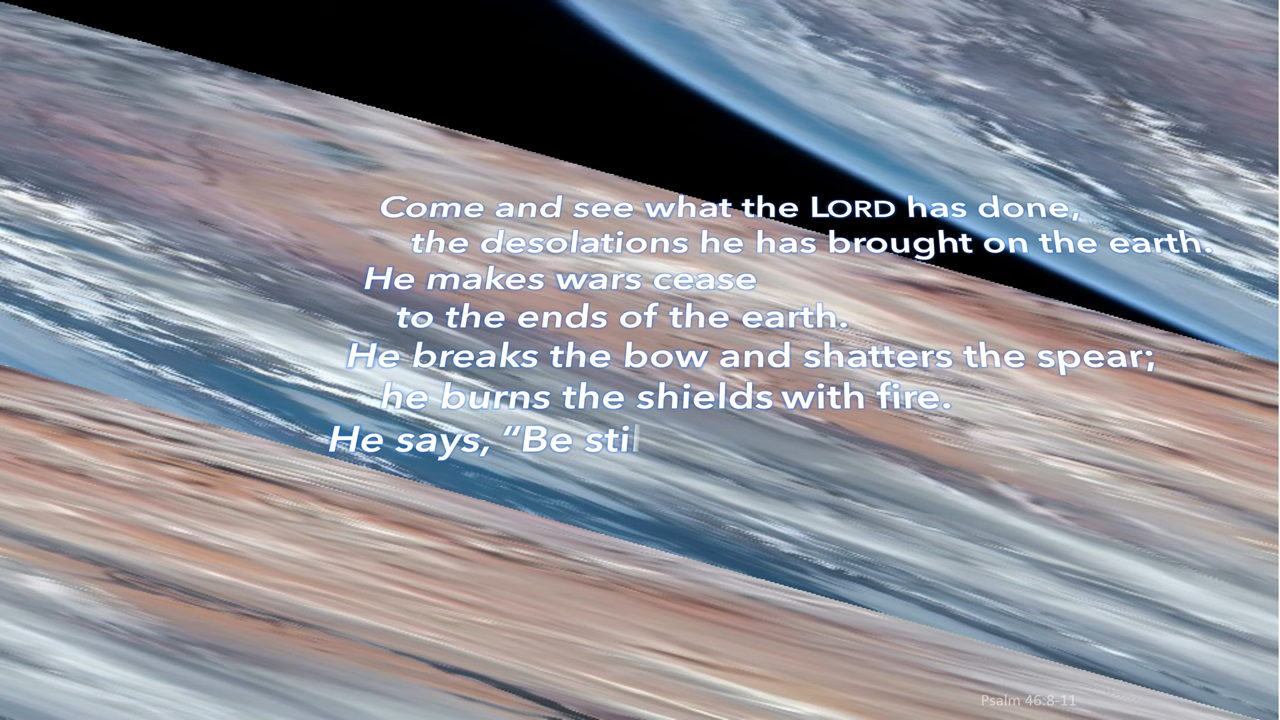 Come and see what the LORD has done,
the desolations he has brought on the earth.
He makes wars cease
to the ends of the earth.
He breaks the bow and shatters the spear;
he burns the shields with fire.
He says, “Be stil
Psalm 46:8-11